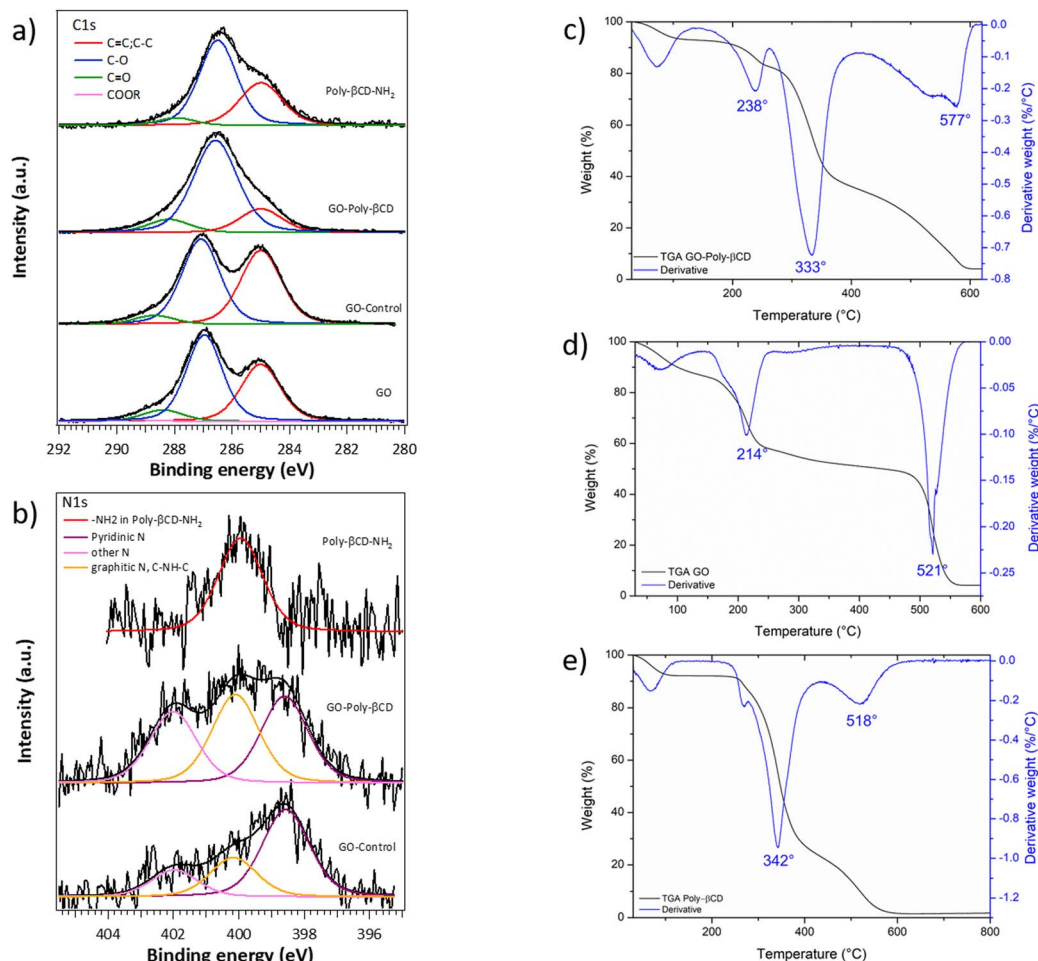 a)
C1s
C=C;C-C
C-O
C=O
COOR
Poly-βCD-NH₂
GO-Poly-βCD
GO-Control
GO
Intensity (a.u.)
292 290 288 286 284 282 280
Binding energy (eV)
b)
N1s
-NH2 in Poly-βCD-NH₂
Pyridinic N
other N
graphitic N, C-NH-C
Poly-βCD-NH₂
GO-Poly-βCD
GO-Control
Intensity (a.u.)
404 402 400 398 396
Binding energy (eV)
c)
100
80
60
40
20
0
Weight (%)
238°
333°
577°
TGA GO-Poly-βCD
Derivative
0.0
-0.1
-0.2
-0.3
-0.4
-0.5
-0.6
-0.7
-0.8
Derivative weight (%/°C)
200 400 600
Temperature (°C)
d)
100
80
60
40
20
0
Weight (%)
214°
521°
TGA GO
Derivative
0.00
-0.05
-0.10
-0.15
-0.20
-0.25
Derivative weight (%/°C)
100 200 300 400 500 600
Temperature (°C)
e)
100
80
60
40
20
0
Weight (%)
342°
518°
TGA Poly-βCD
Derivative
0.0
-0.2
-0.4
-0.6
-0.8
-1.0
-1.2
Derivative weight (%/°C)
200 400 600 800
Temperature (°C)